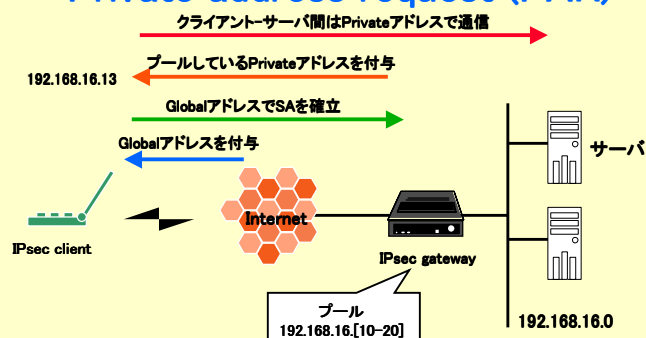 Private address request (PAR)
クライアント-サーバ間はPrivateアドレスで通信
プールしているPrivateアドレスを付与
192.168.16.13
GlobalアドレスでSAを確立
Globalアドレスを付与
サーバ
Internet
IPsec client
IPsec gateway
プール
192.168.16.[10-20]
192.168.16.0